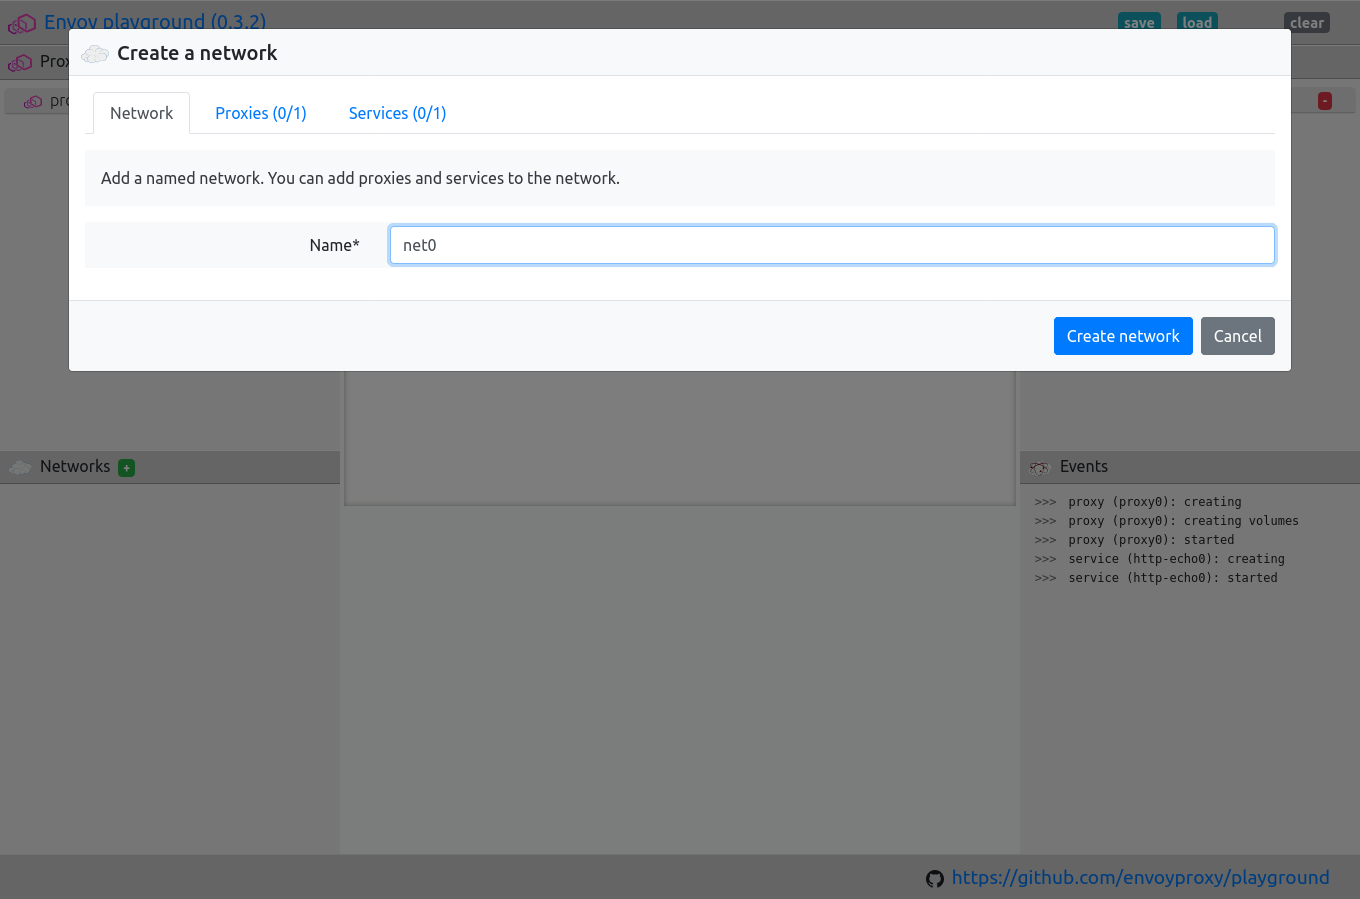 Envoy playground (0.3.2)
save
load
clear
Create a network
Network
Proxies (0/1)
Services (0/1)
-
Add a named network. You can add proxies and services to the network.
Name*
net0
Create network
Cancel
Networks +
Events
>>> proxy (proxy0): creating
>>> proxy (proxy0): creating volumes
>>> proxy (proxy0): started
>>> service (http-echo0): creating
>>> service (http-echo0): started
https://github.com/envoyproxy/playground